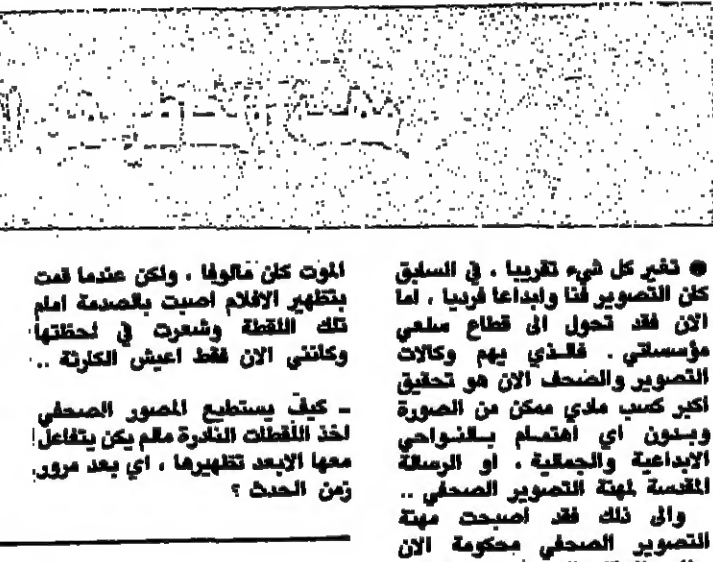 ● تغير كل شيء تقريبا ، في السابق
كان التصوير فنا وابداعا فرديا ، اما
الان فقد تحول الى قطاع سلعي
مؤسساتي . فالذي يهم وكالات
التصوير والصحف الان هو تحقيق
اكبر كسب مادي ممكن من الصورة
وبدون اي اهتمام بالنواحي
الابداعية والجمالية ، او الرسالة
المقدسة لمهنة التصوير الصحفي ..
والى ذلك فقد اصبحت مهنة
التصوير الصحفي محكومة الان
الموت كان مالوفا ، ولكن عندما قمت
بتظهير الافلام اصبت بالصدمة امام
تلك اللقطة وشعرت في لحظتها
وكانني الان فقط اعيش الكارثة ..
ـ كيف يستطيع المصور الصحفي
اخذ اللقطات النادرة مالم يكن يتفاعل
معها الابعد تظهيرها ، اي بعد مرور
زمن الحدث ؟